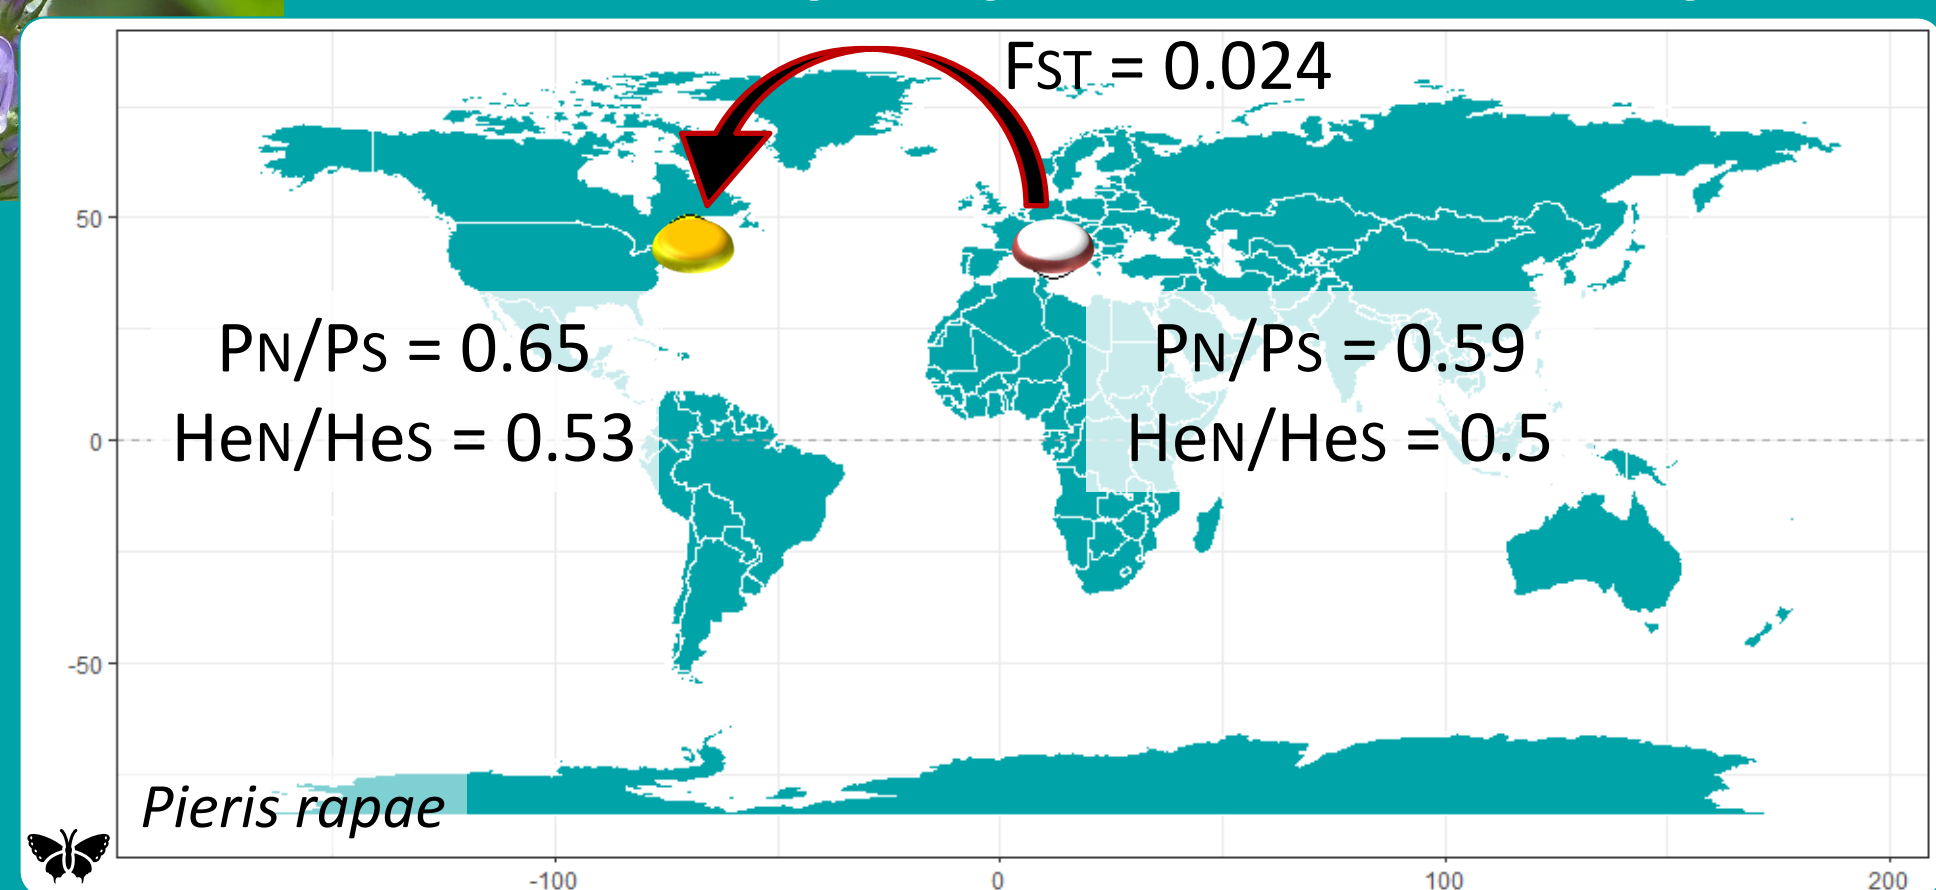 FST = 0.024
50
PN/PS = 0.65
PN/PS = 0.59
HeN/HeS = 0.53
HeN/HeS = 0.5
0
-50
Pieris rapae
-100
0
100
200